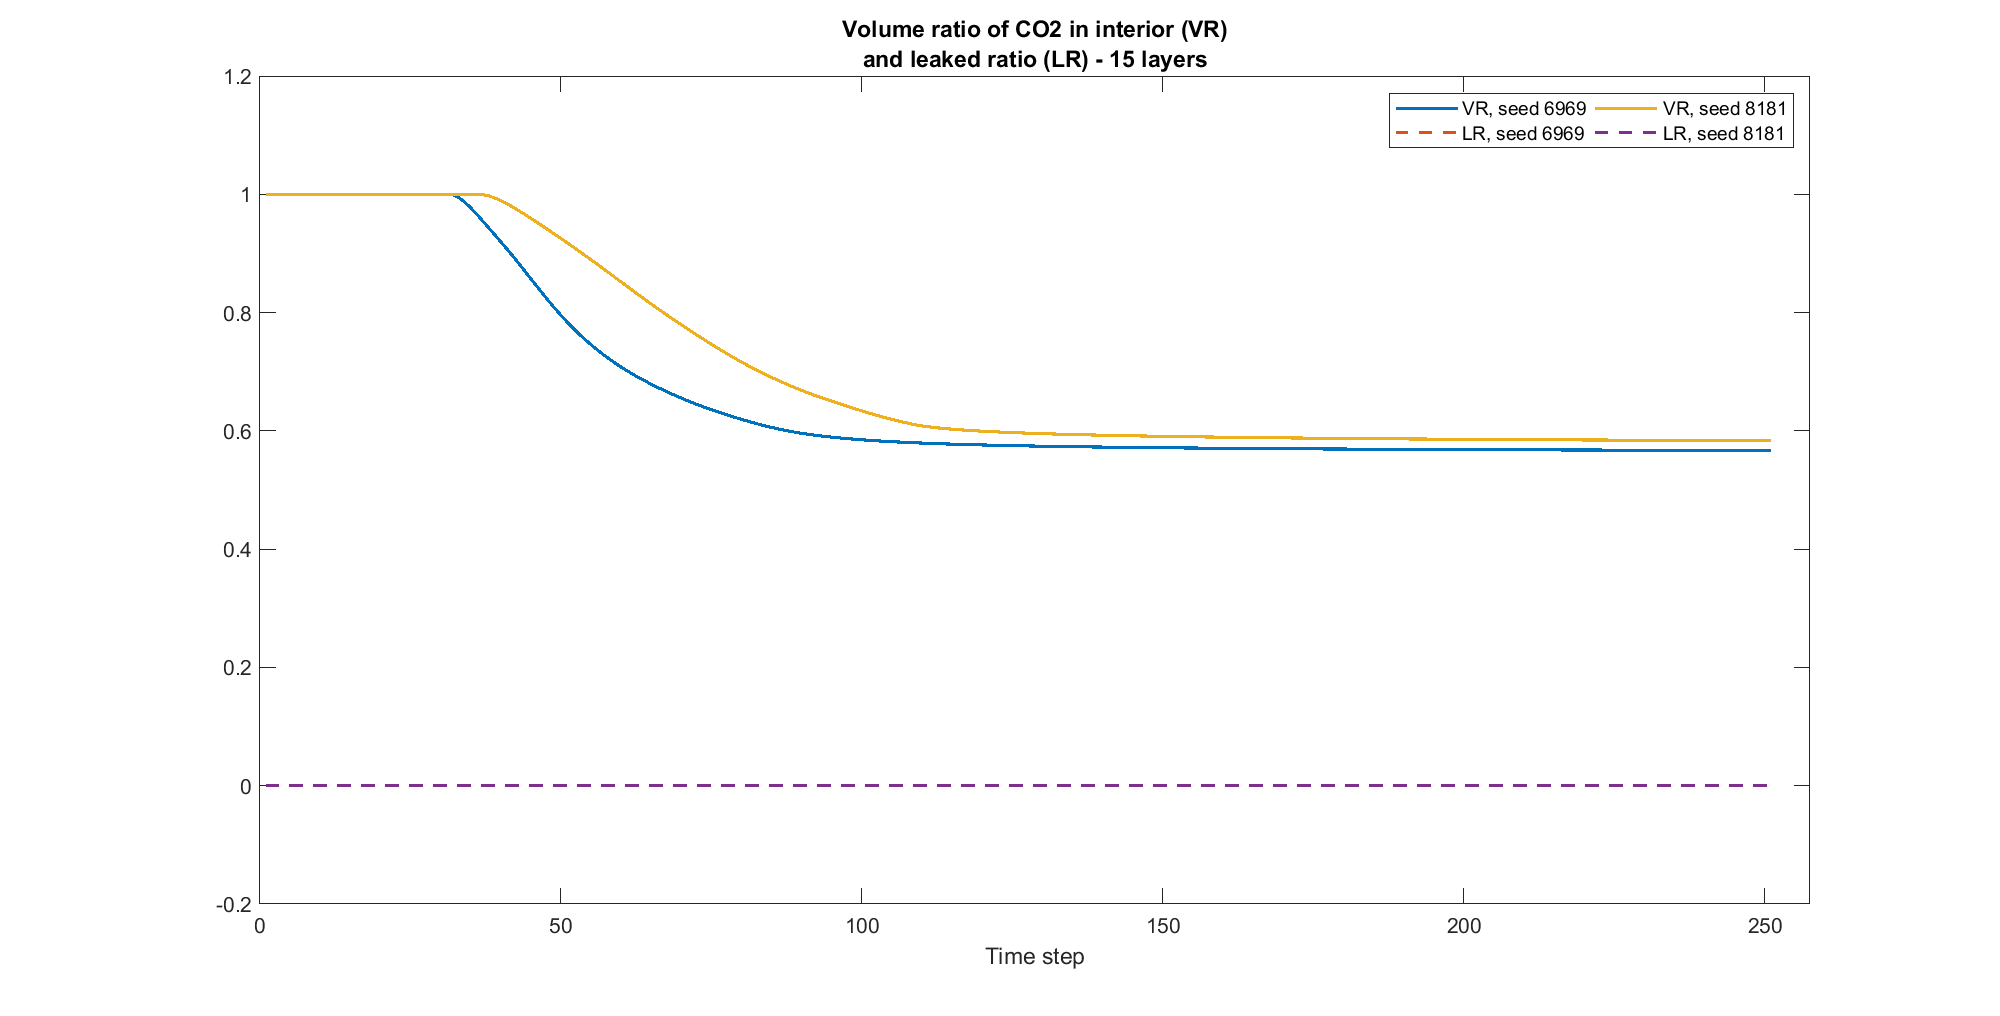 Volume ratio of CO2 in interior (VR)
and leaked ratio (LR) - 15 layers
VR, seed 6969 VR, seed 8181
LR, seed 6969 LR, seed 8181
1.2
1
0.8
0.6
0.4
0.2
0
-0.2
0 50 100 150 200 250
Time step